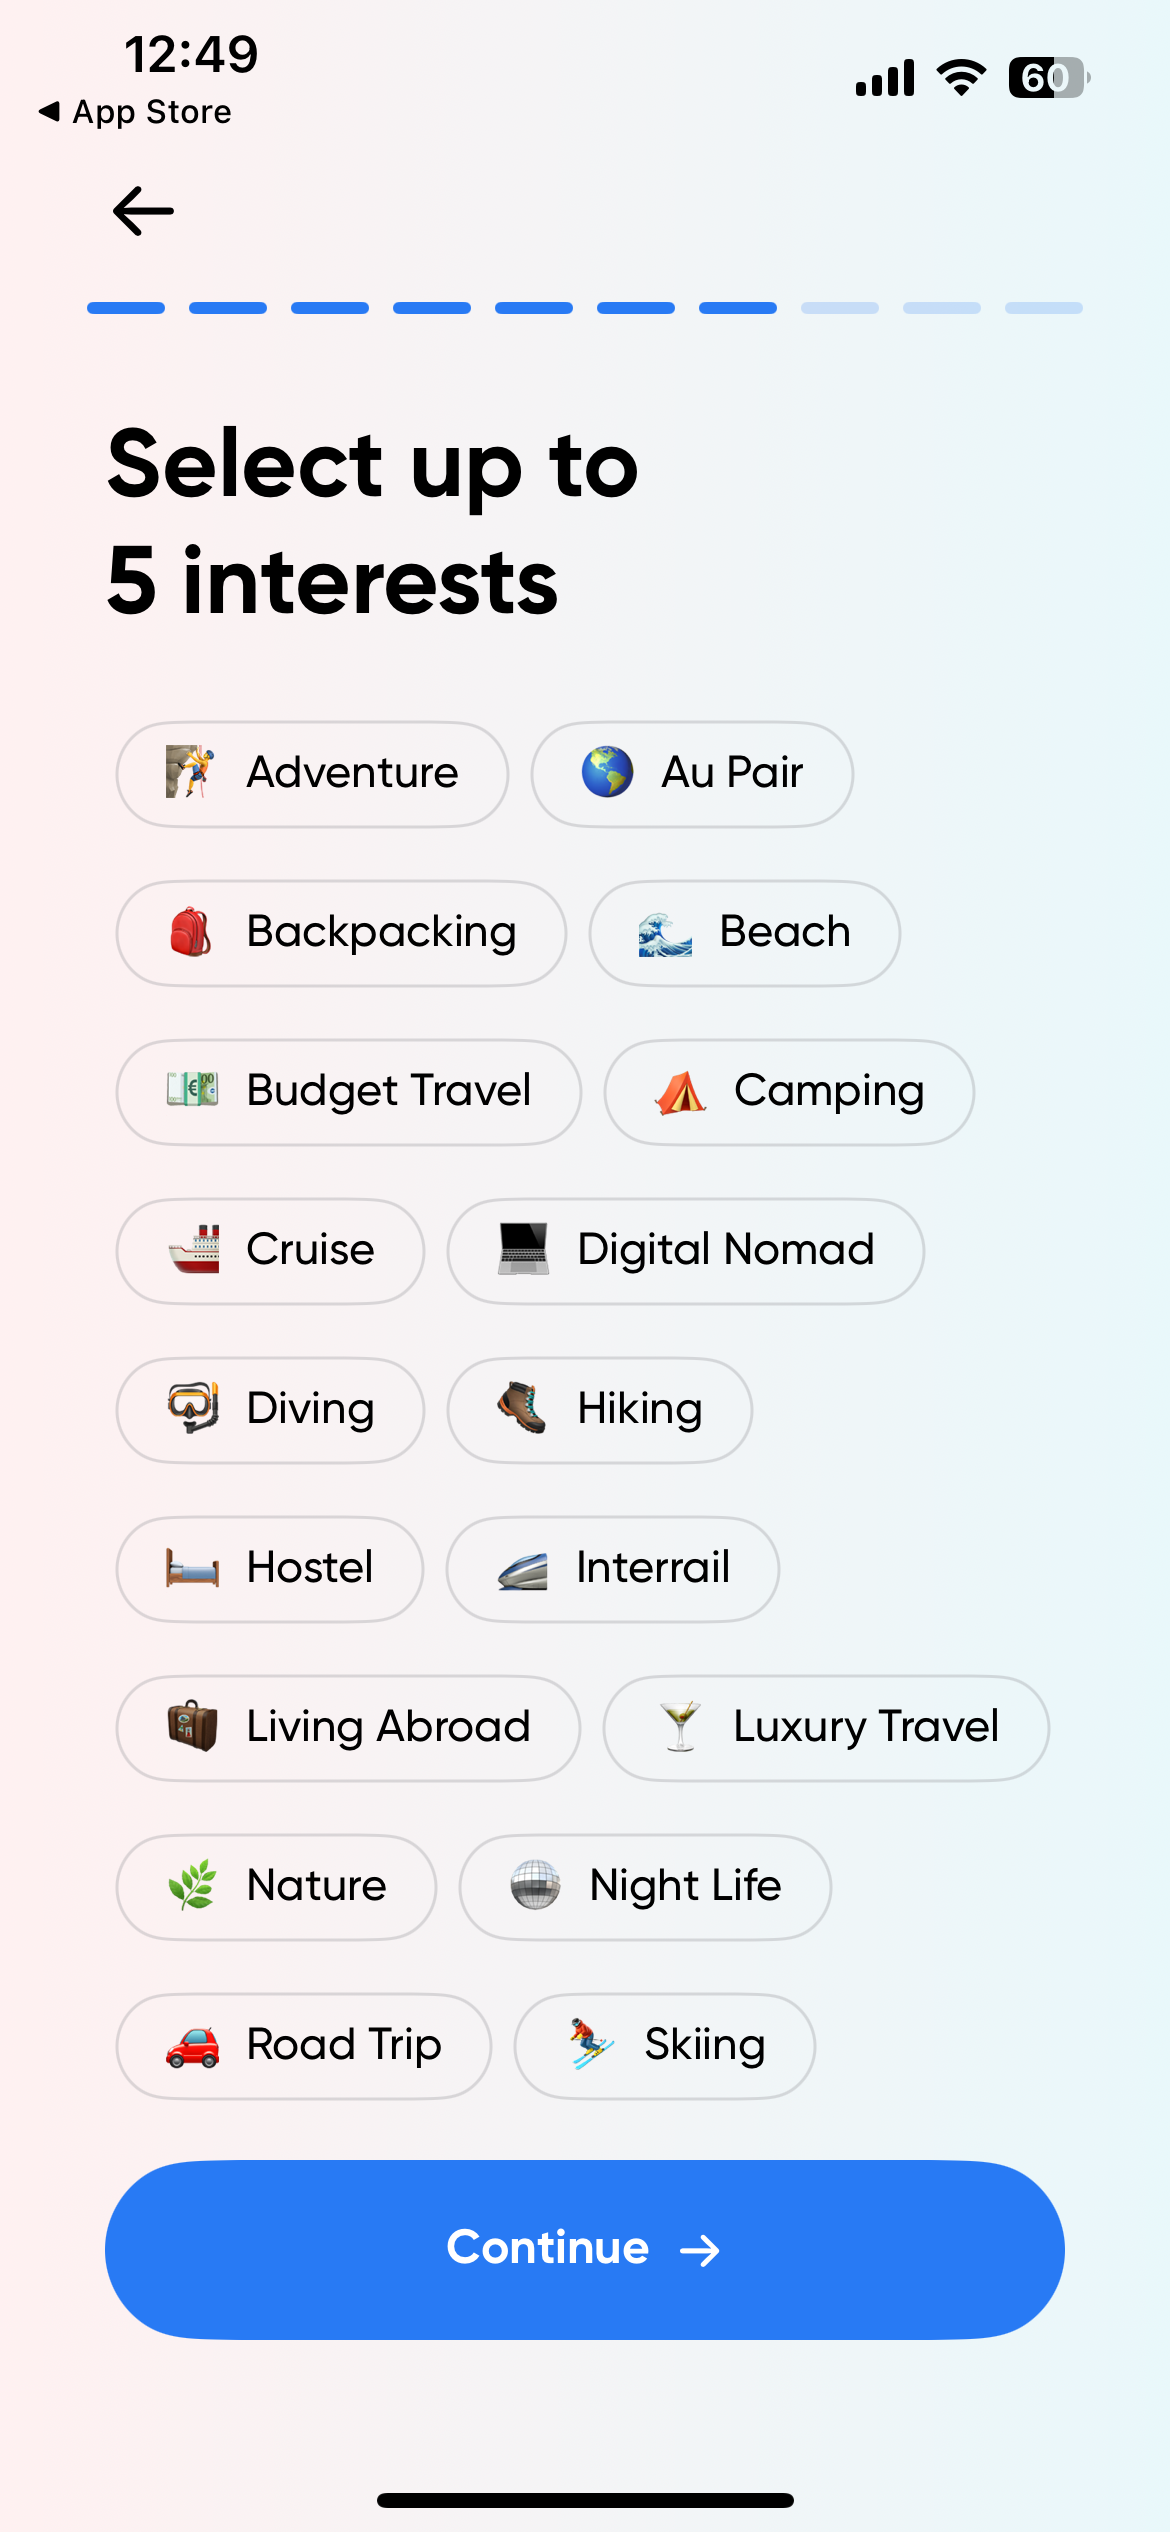 12:49
60
◀ App Store
Select up to
5 interests
Adventure
Au Pair
Backpacking
Beach
Budget Travel
Camping
Cruise
Digital Nomad
Diving
Hiking
Hostel
Interrail
Living Abroad
Luxury Travel
Nature
Night Life
Road Trip
Skiing
Continue →